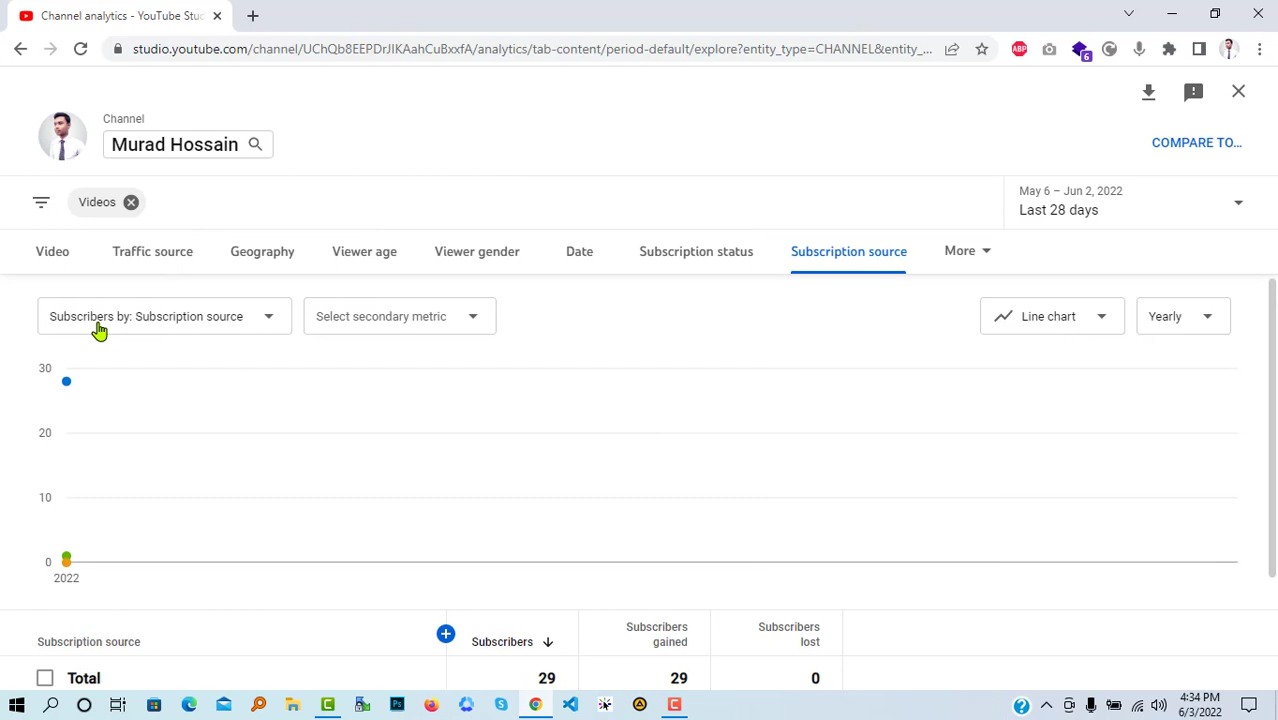 Channel analytics - YouTube Stu
studio.youtube.com/channel/UChQb8EEPDrJIKAahCuBxxfA/analytics/tab-content/period-default/explore?entity_type=CHANNEL&entity_...
ABP
6
Channel
Murad Hossain
COMPARE TO...
Videos
May 6 – Jun 2, 2022
Last 28 days
Video Traffic source Geography Viewer age Viewer gender Date Subscription status Subscription source More
Subscribers by: Subscription source Select secondary metric Line chart Yearly
30
20
10
0
2022
Subscription source Subscribers Subscribers gained Subscribers lost
Total 29 29 0
Ps
4:34 PM
6/3/2022